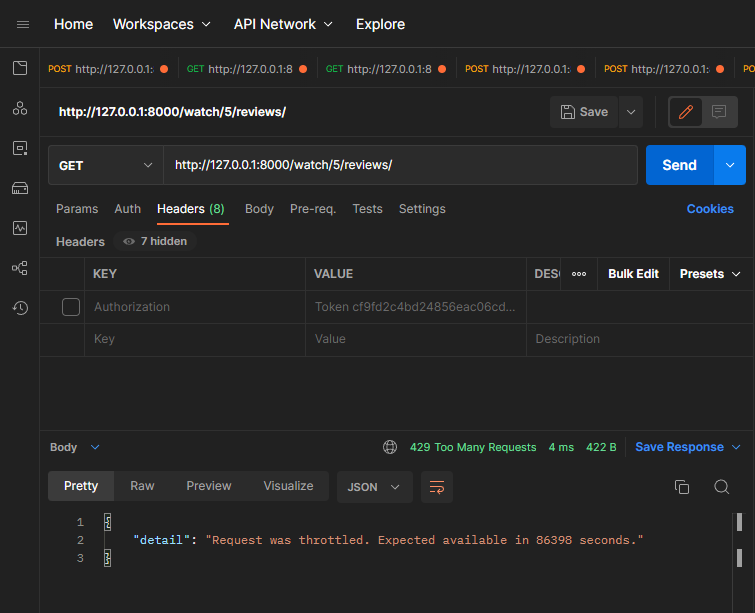 Home Workspaces API Network Explore
POST http://127.0.0.1: GET http://127.0.0.1:8 GET http://127.0.0.1:8 POST http://127.0.0.1: POST http://127.0.0.1: PO
http://127.0.0.1:8000/watch/5/reviews/ Save
GET http://127.0.0.1:8000/watch/5/reviews/ Send
Params Auth Headers (8) Body Pre-req. Tests Settings Cookies
Headers 7 hidden
KEY VALUE DESC ooo Bulk Edit Presets
Authorization Token cf9fd2c4bd24856eac06cd...
Key Value Description
Body 429 Too Many Requests 4 ms 422 B Save Response
Pretty Raw Preview Visualize JSON
1 {
2 "detail": "Request was throttled. Expected available in 86398 seconds."
3 }